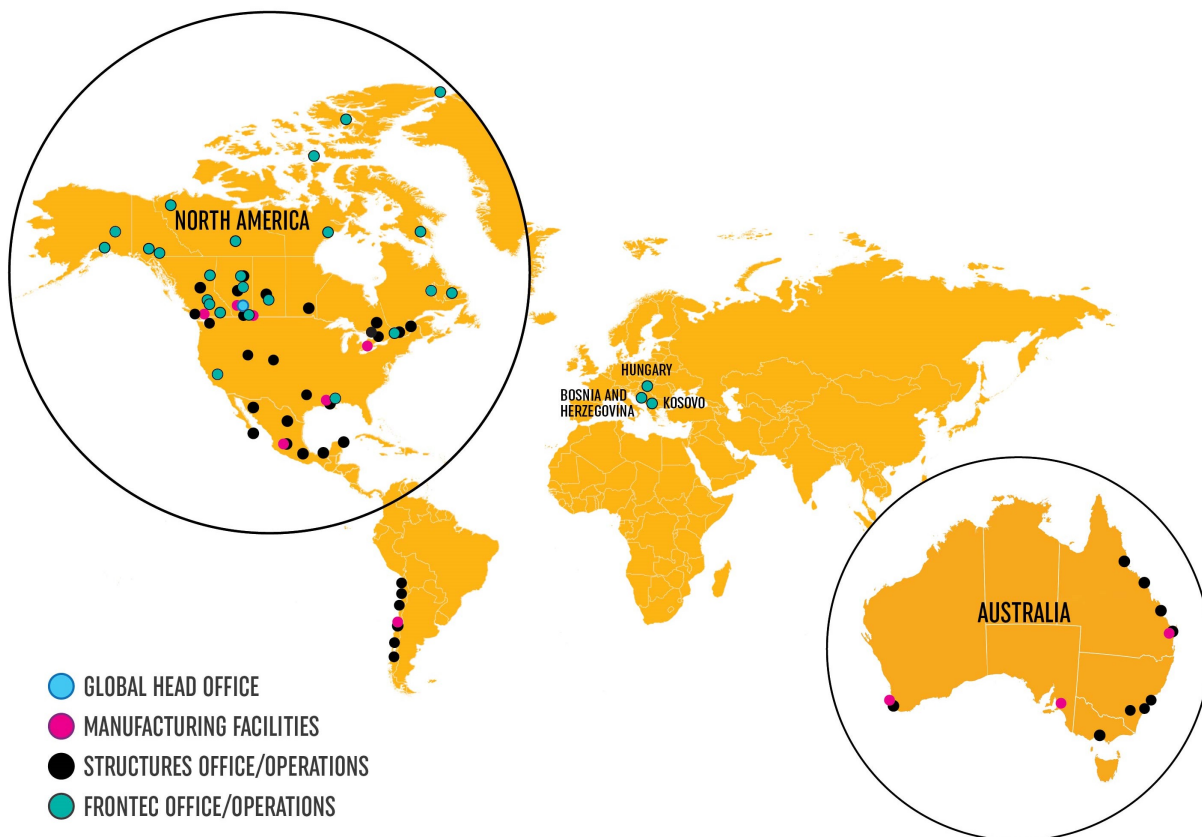 NORTH AMERICA
HUNGARY
BOSNIA AND
HERZEGOVINA
KOSOVO
AUSTRALIA
GLOBAL HEAD OFFICE
MANUFACTURING FACILITIES
STRUCTURES OFFICE/OPERATIONS
FRONTEC OFFICE/OPERATIONS